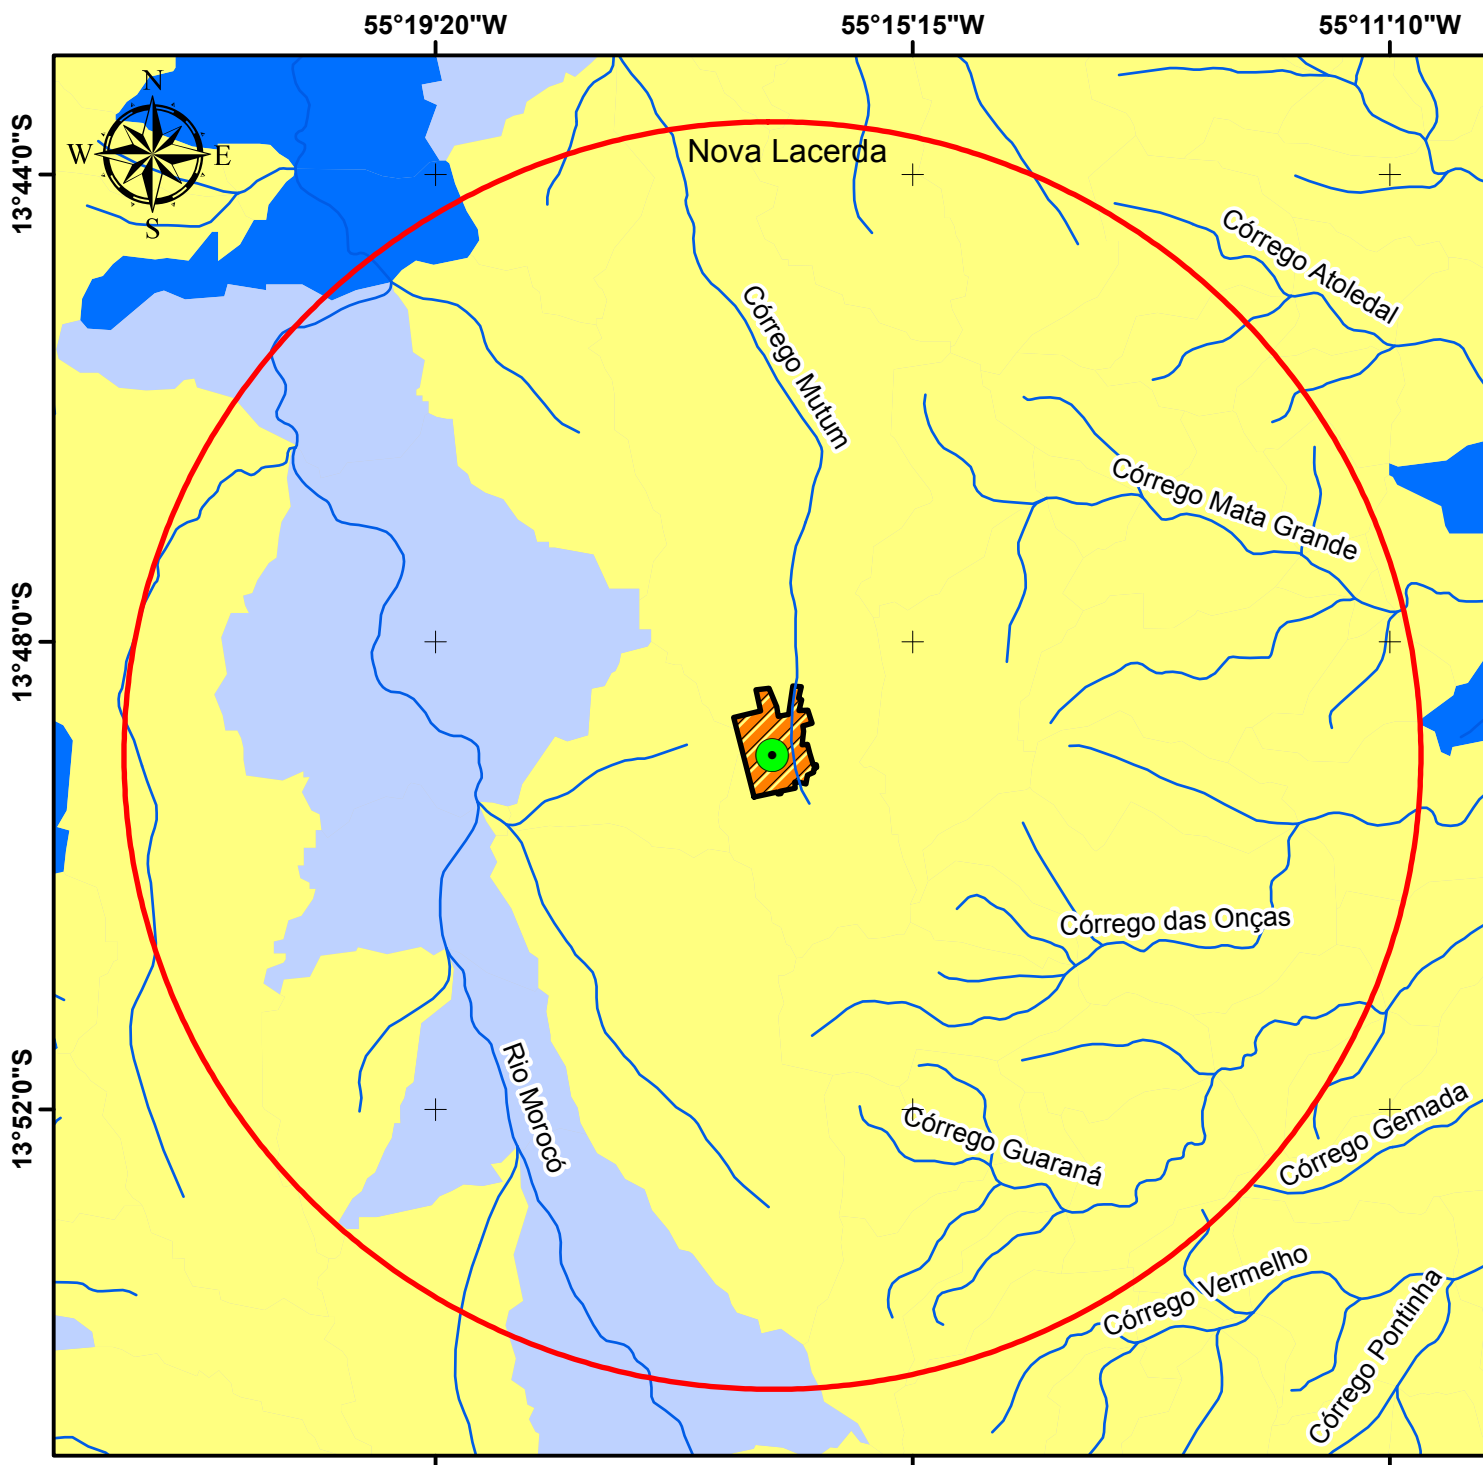 55°19'20"W
55°15'15"W
55°11'10"W
N
W
E
S
Nova Lacerda
13°44'0"S
Córrego Atoledal
Córrego Mutum
Córrego Mata Grande
13°48'0"S
Córrego das Onças
Rio Morocó
13°52'0"S
Córrego Guaraná
Córrego Gemada
Córrego Vermelho
Córrego Pontinha